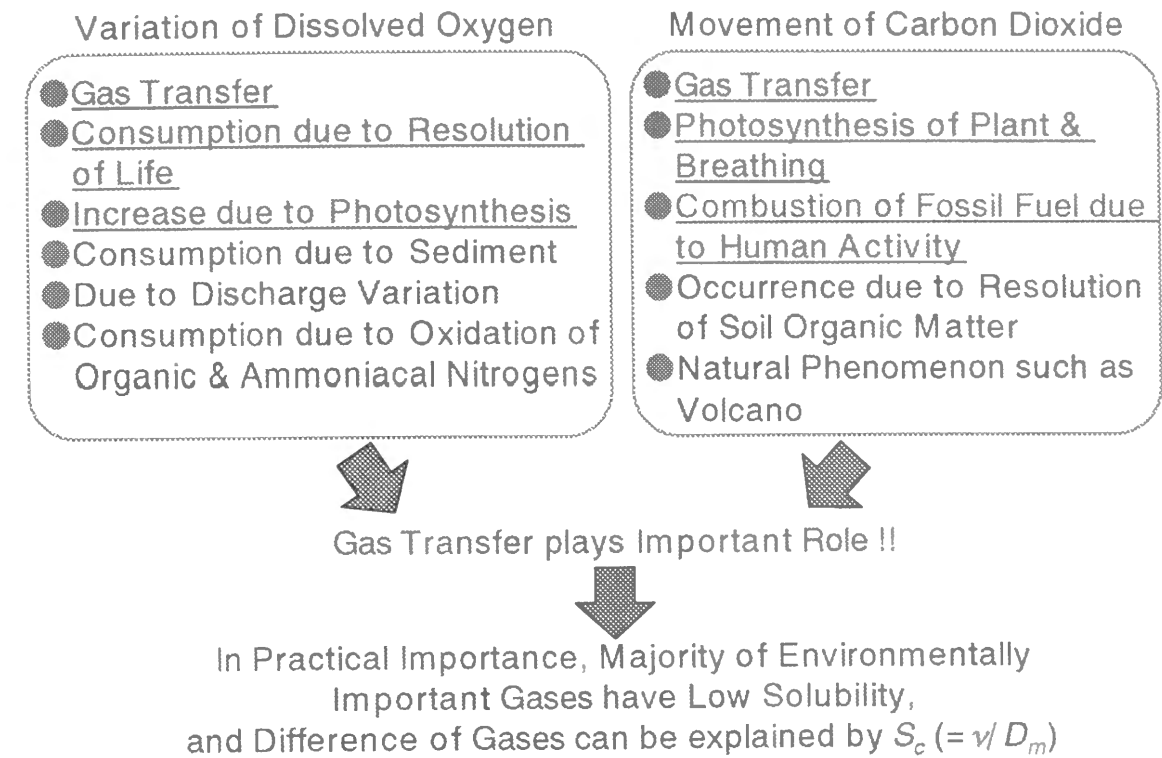 Variation of Dissolved Oxygen
●Gas Transfer
●Consumption due to Resolution
of Life
●Increase due to Photosynthesis
●Consumption due to Sediment
●Due to Discharge Variation
●Consumption due to Oxidation of
Organic & Ammoniacal Nitrogens
Movement of Carbon Dioxide
●Gas Transfer
●Photosynthesis of Plant &
Breathing
●Combustion of Fossil Fuel due
to Human Activity
●Occurrence due to Resolution
of Soil Organic Matter
●Natural Phenomenon such as
Volcano
Gas Transfer plays Important Role !!
In Practical Importance, Majority of Environmentally
Important Gases have Low Solubility,
and Difference of Gases can be explained by S_c (= ν/ D_m)